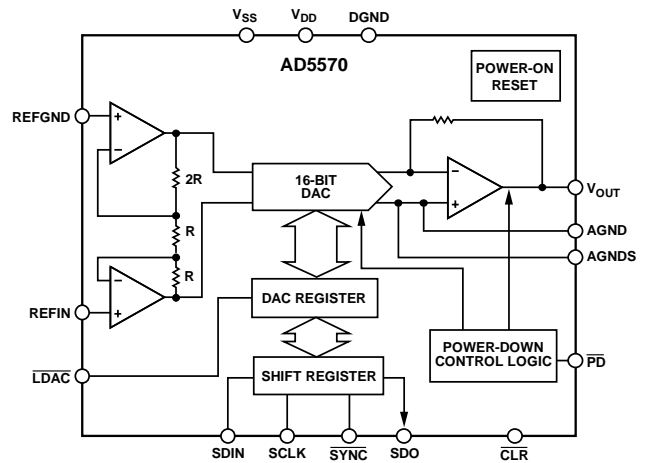 VSS VDD DGND
AD5570
POWER-ON
RESET
REFGND
+
−
2R
R
R
−
+
REFIN
16-BIT
DAC
−
+
VOUT
AGND
AGNDS
DAC REGISTER
LDAC
SHIFT REGISTER
POWER-DOWN
CONTROL LOGIC
PD
SDIN SCLK SYNC SDO CLR